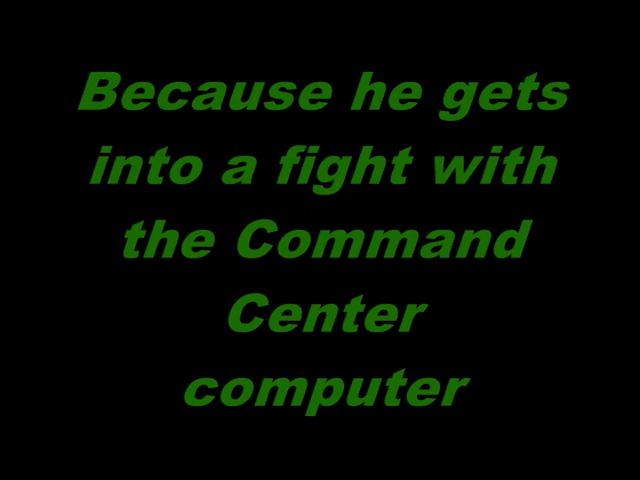 Because he gets
into a fight with
the Command
Center
computer